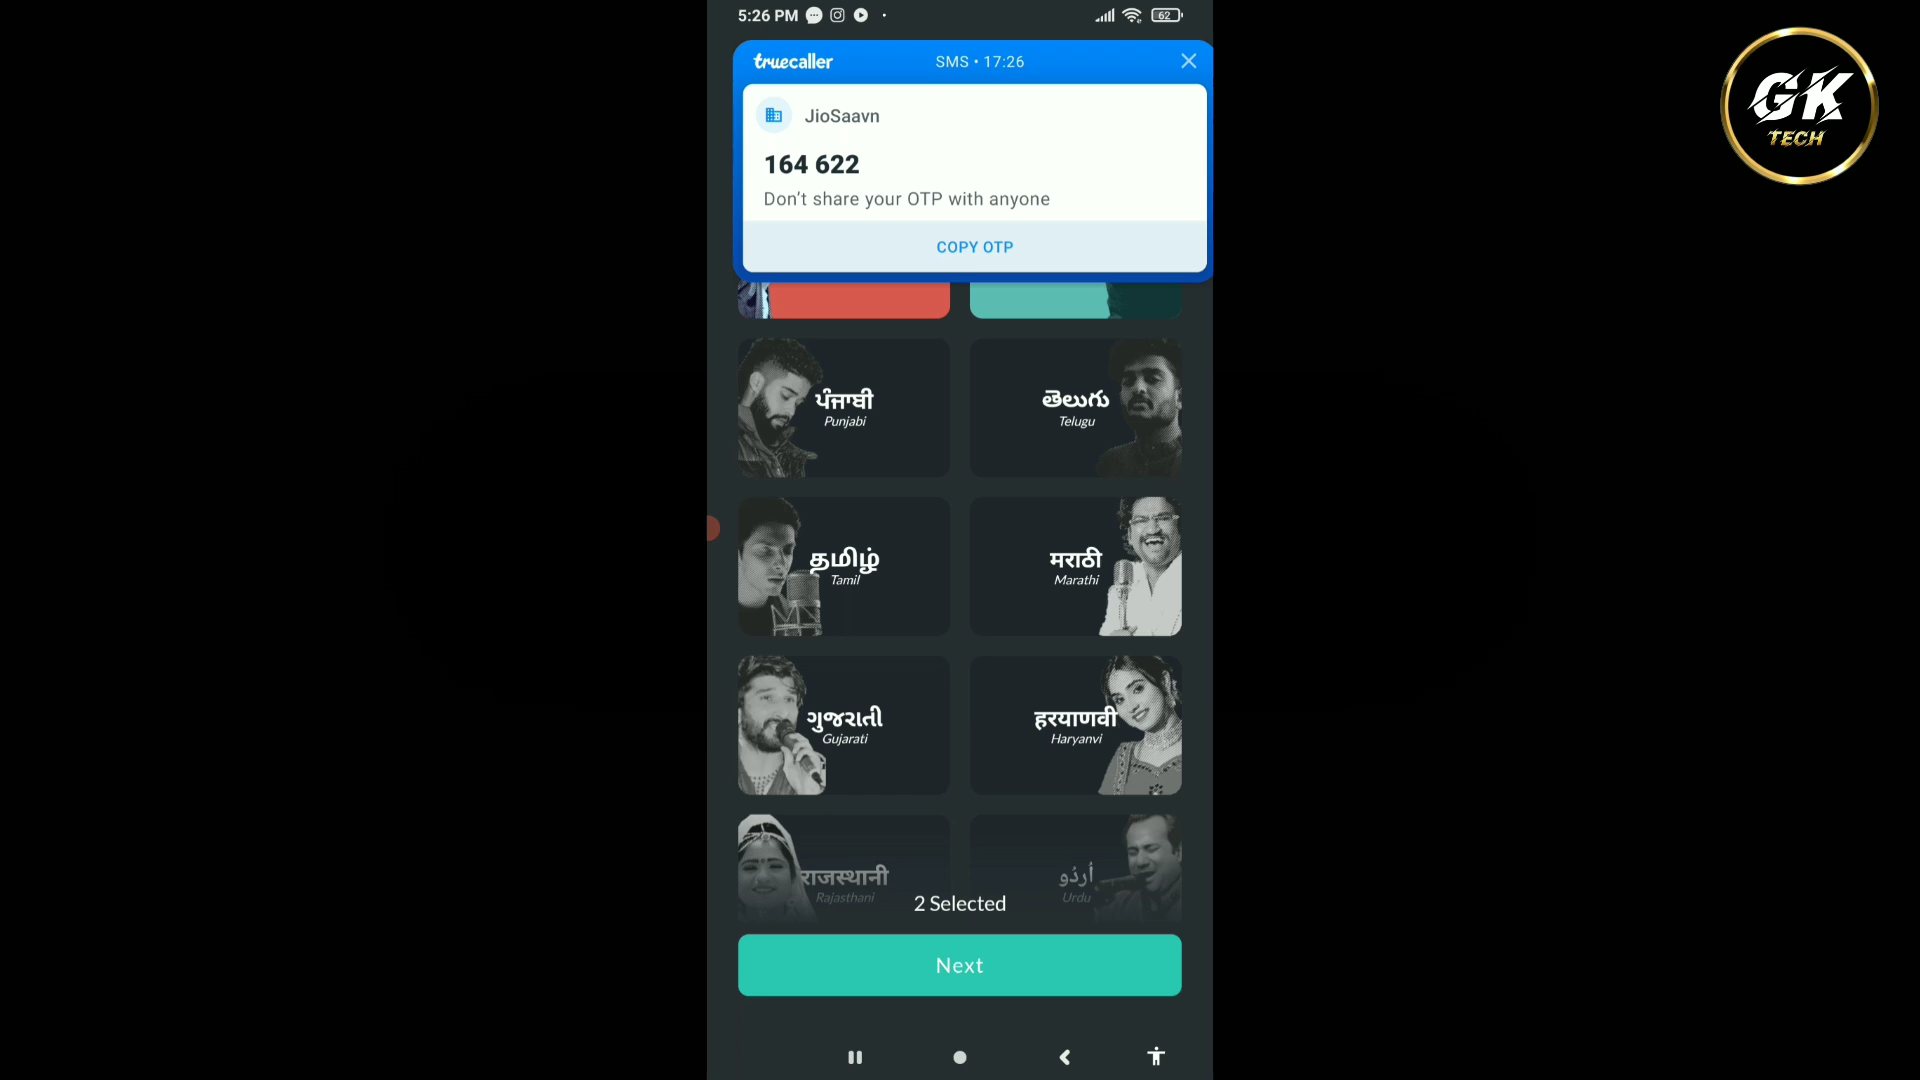 5:26 PM
62
truecaller
SMS • 17:26
JioSaavn
164 622
Don't share your OTP with anyone
COPY OTP
ਪੰਜਾਬੀ
Punjabi
తెలుగు
Telugu
தமிழ்
Tamil
मराठी
Marathi
ગુજરાતી
Gujarati
हरयाणवी
Haryanvi
राजस्थानी
Rajasthani
اُردُو
Urdu
2 Selected
Next
GK
TECH